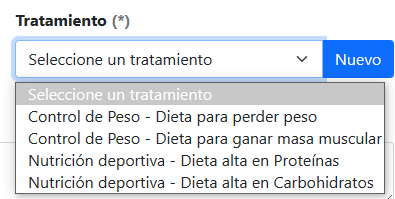 Tratamiento (*)
Seleccione un tratamiento
Nuevo
Seleccione un tratamiento
Control de Peso - Dieta para perder peso
Control de Peso - Dieta para ganar masa muscular
Nutrición deportiva - Dieta alta en Proteínas
Nutrición deportiva - Dieta alta en Carbohidratos